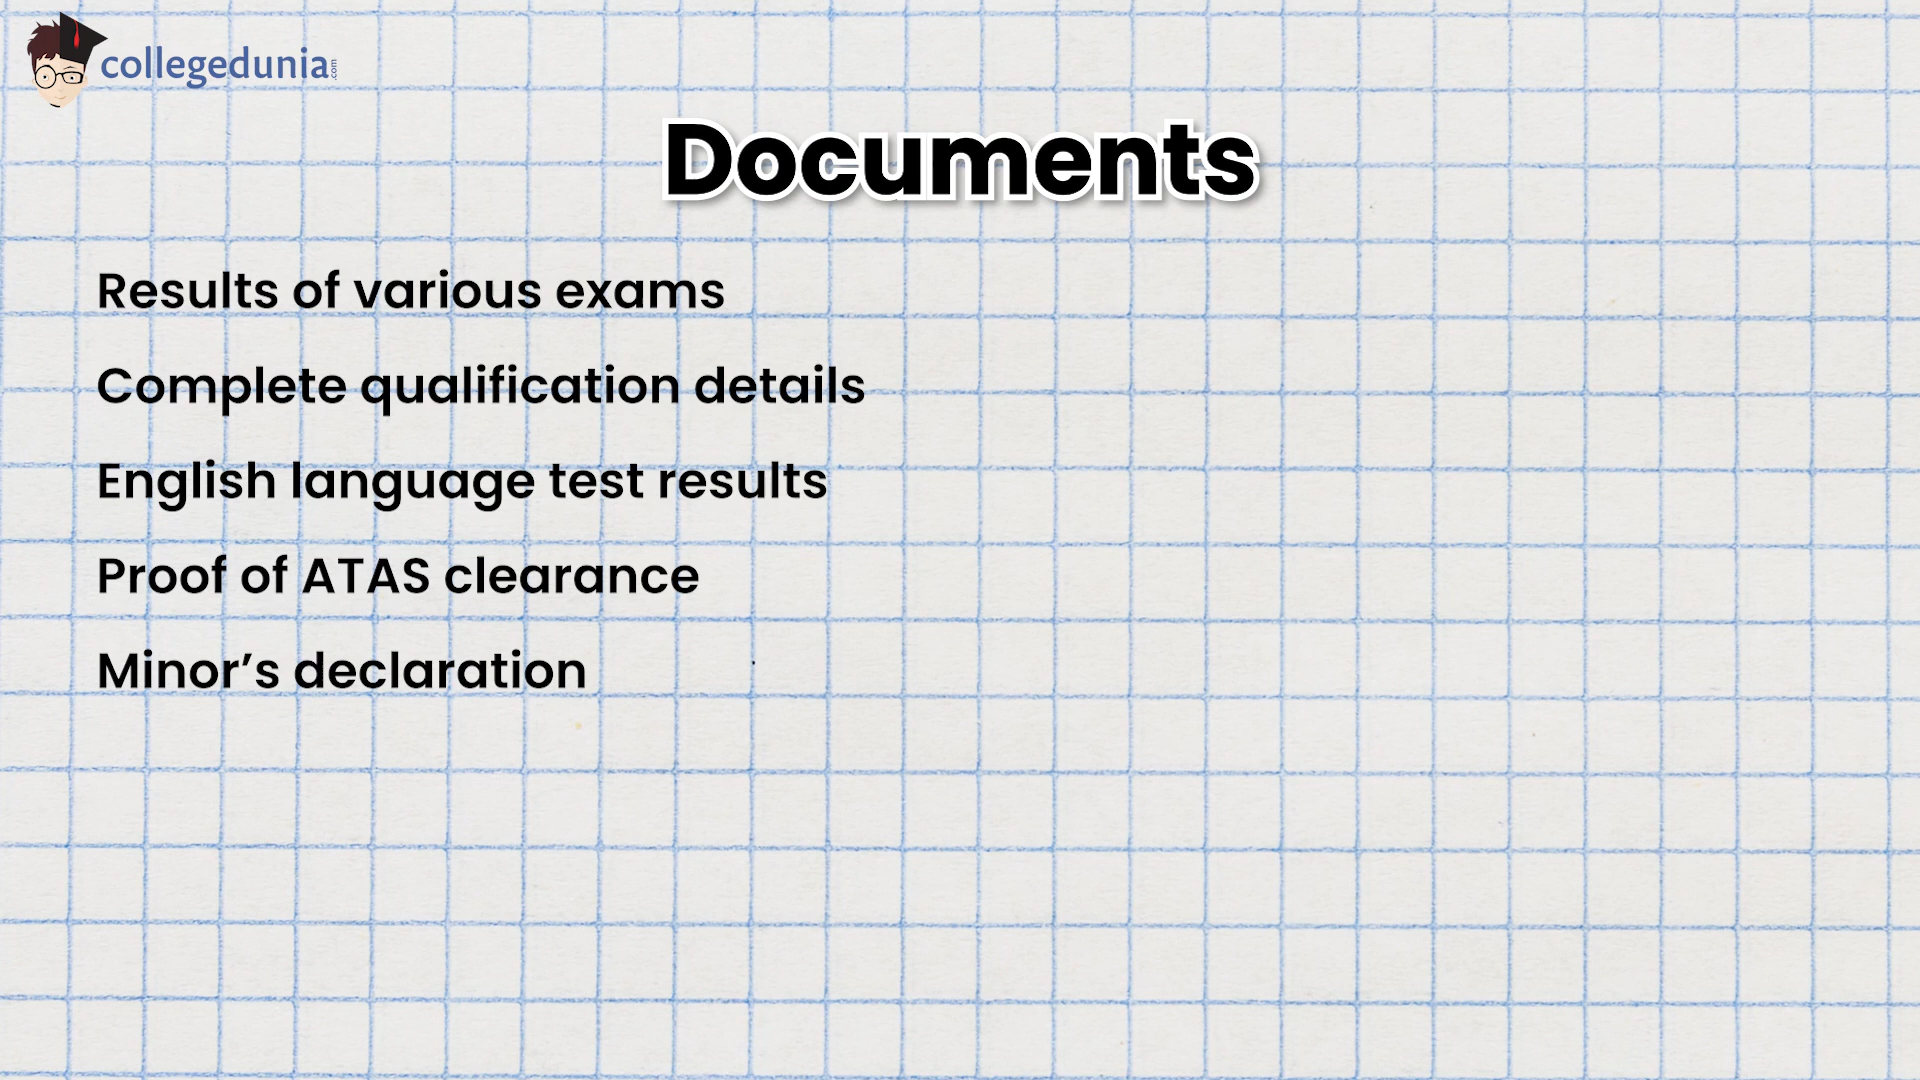 collegedunia.com
Documents
Results of various exams
Complete qualification details
English language test results
Proof of ATAS clearance
Minor’s declaration